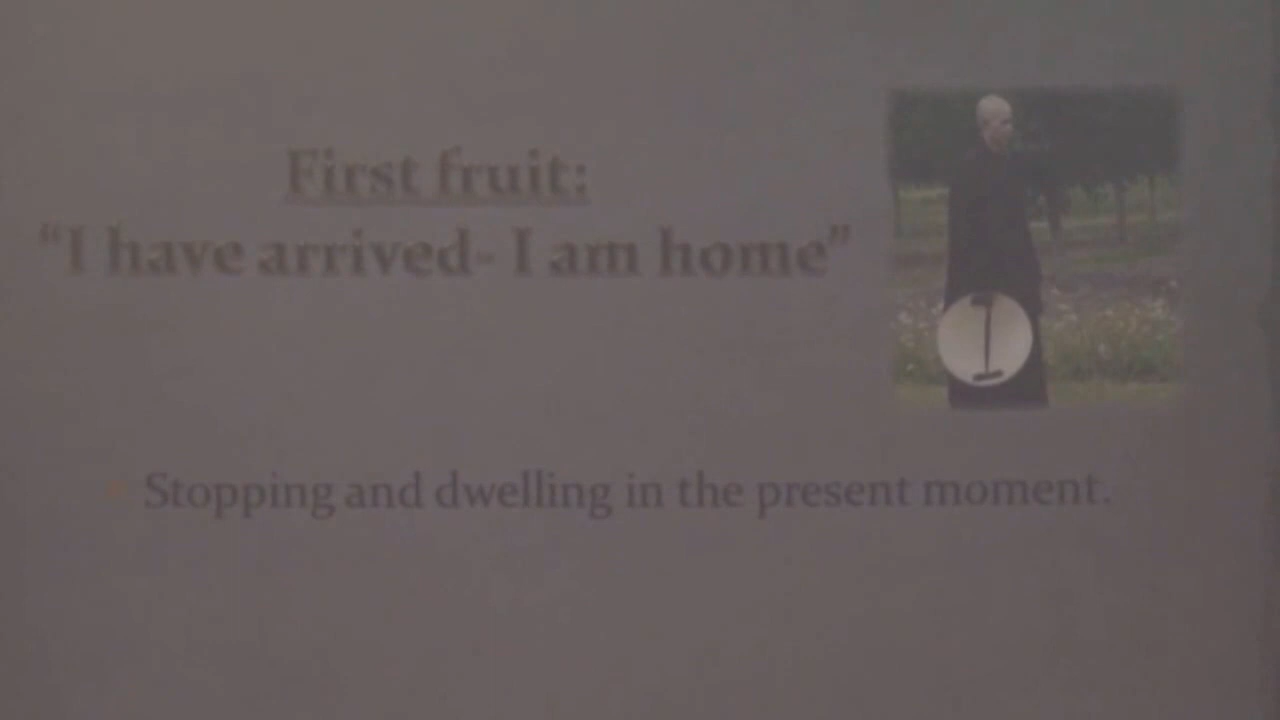 First fruit:
“I have arrived- I am home”
Stopping and dwelling in the present moment.